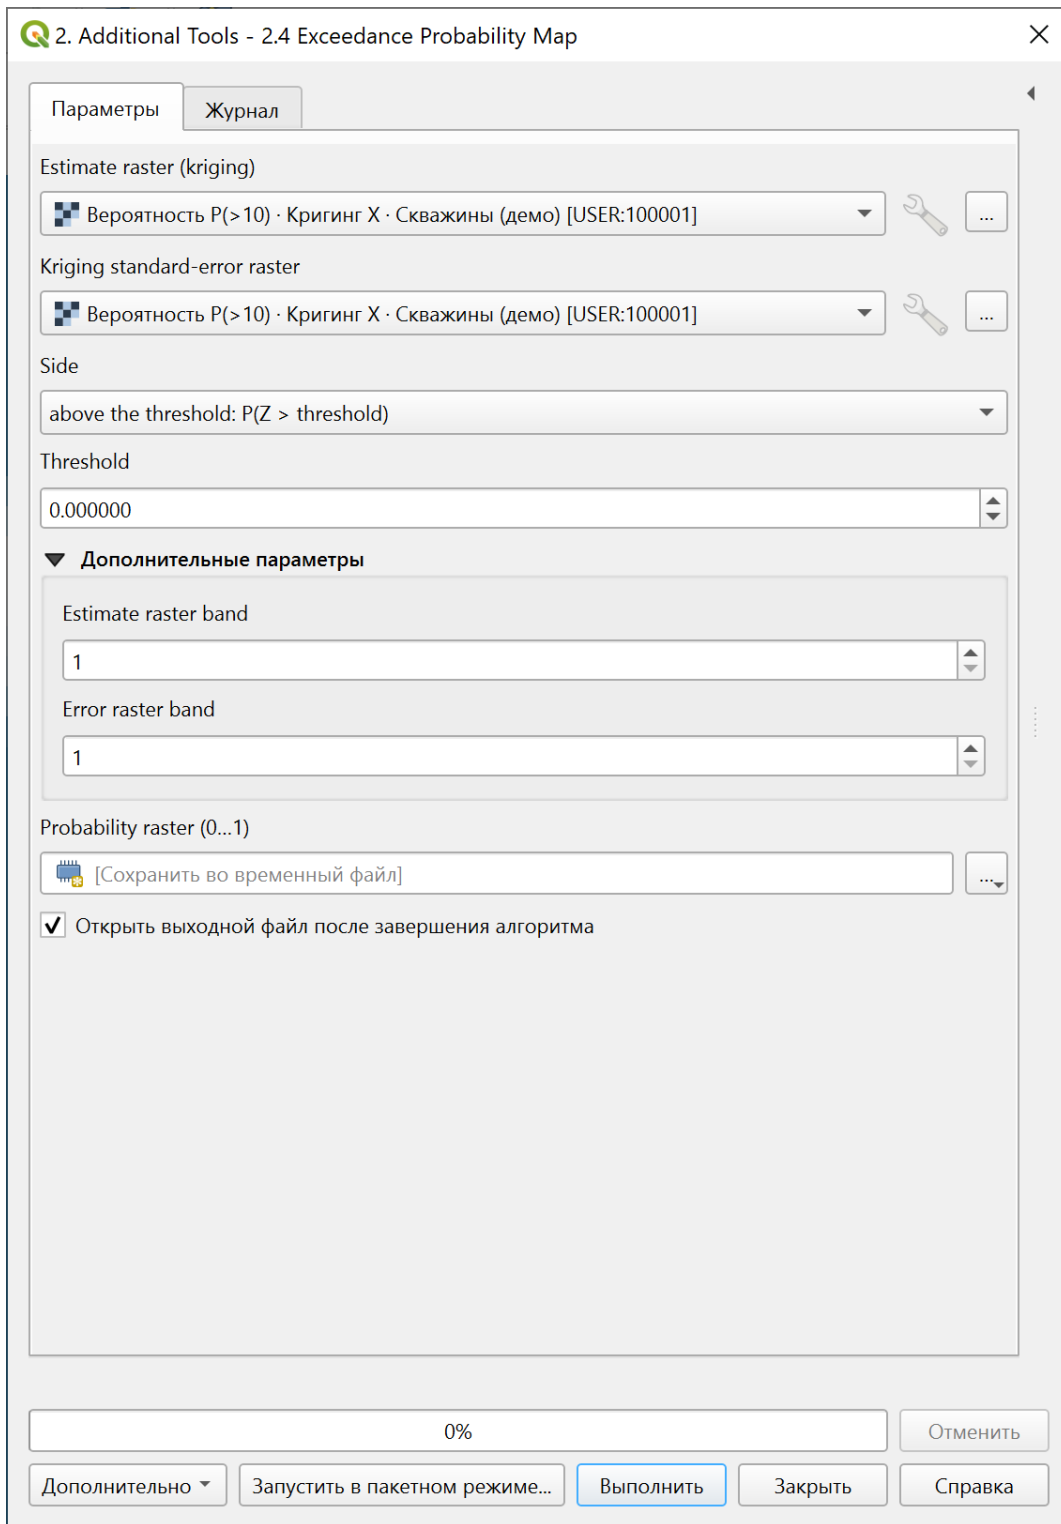 2. Additional Tools - 2.4 Exceedance Probability Map
Параметры
Журнал
Estimate raster (kriging)
Вероятность P(>10) · Кригинг X · Скважины (демо) [USER:100001]
...
Kriging standard-error raster
Вероятность P(>10) · Кригинг X · Скважины (демо) [USER:100001]
...
Side
above the threshold: P(Z > threshold)
Threshold
0.000000
Дополнительные параметры
Estimate raster band
1
Error raster band
1
Probability raster (0…1)
[Сохранить во временный файл]
...
Открыть выходной файл после завершения алгоритма
0%
Отменить
Дополнительно
Запустить в пакетном режиме...
Выполнить
Закрыть
Справка